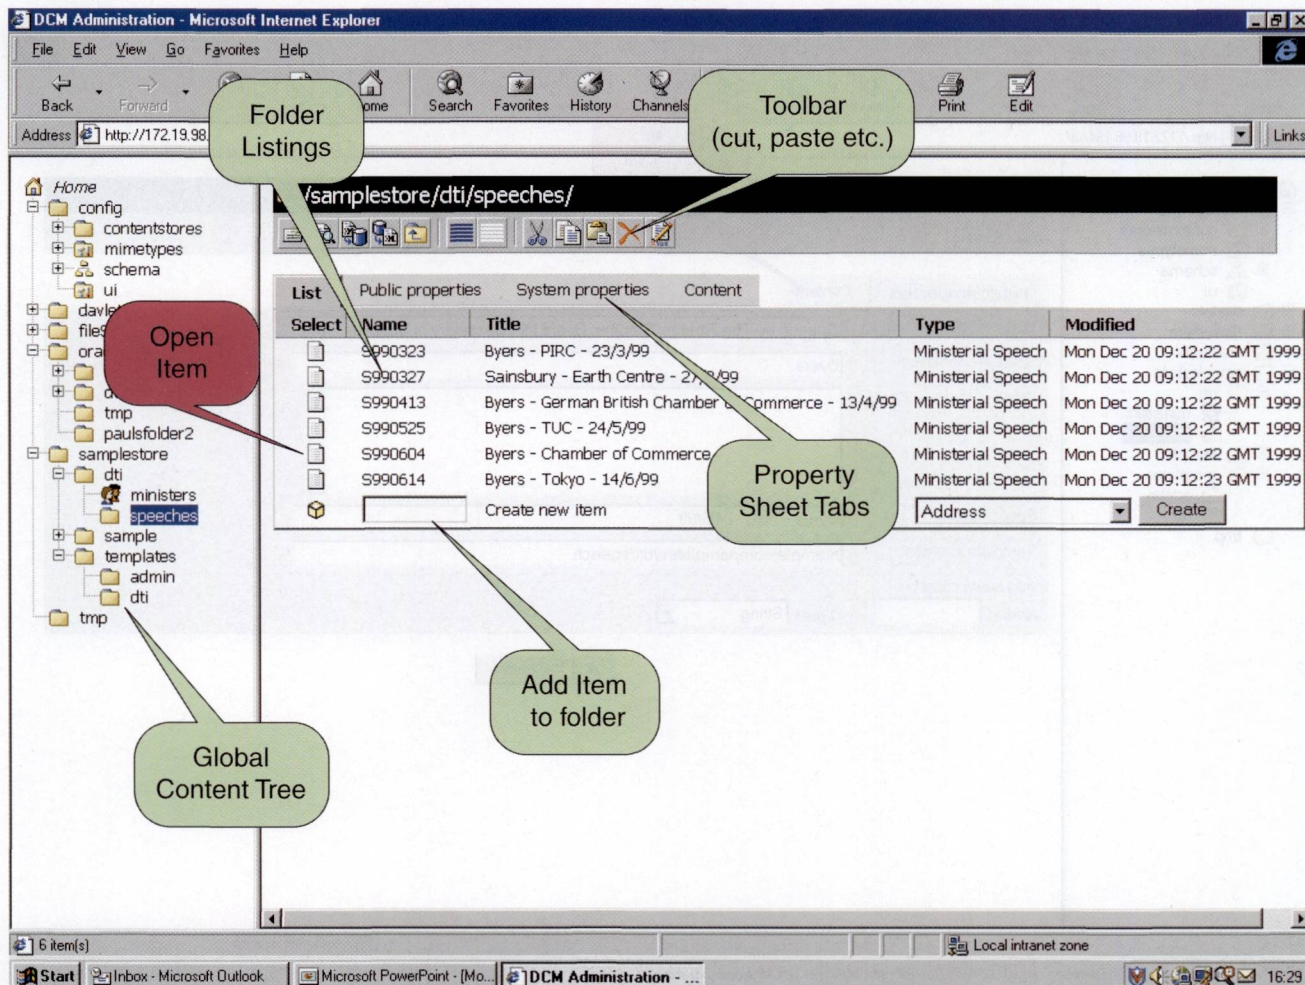 DCM Administration - Microsoft Internet Explorer
File Edit View Go Favorites Help
Back Forward Home Search Favorites History Channels Print Edit
Address http://172.19.98. Links
Folder Listings
Toolbar (cut, paste etc.)
Home
config
contentstores
mimetypes
schema
ui
tmp
paulsfolder2
samplestore
dti
ministers
speeches
sample
templates
admin
dti
tmp
Open Item
Global Content Tree
/samplestore/dti/speeches/
List Public properties System properties Content
Select Name Title Type Modified
S990323 Byers - PIRC - 23/3/99 Ministerial Speech Mon Dec 20 09:12:22 GMT 1999
S990327 Sainsbury - Earth Centre - 27/3/99 Ministerial Speech Mon Dec 20 09:12:22 GMT 1999
S990413 Byers - German British Chamber of Commerce - 13/4/99 Ministerial Speech Mon Dec 20 09:12:22 GMT 1999
S990525 Byers - TUC - 24/5/99 Ministerial Speech Mon Dec 20 09:12:22 GMT 1999
S990604 Byers - Chamber of Commerce Ministerial Speech Mon Dec 20 09:12:22 GMT 1999
S990614 Byers - Tokyo - 14/6/99 Ministerial Speech Mon Dec 20 09:12:23 GMT 1999
Create new item Address Create
Property Sheet Tabs
Add Item to folder
6 item(s) Local intranet zone
Start Inbox - Microsoft Outlook Microsoft PowerPoint - [Mo... DCM Administration - ... 16:29